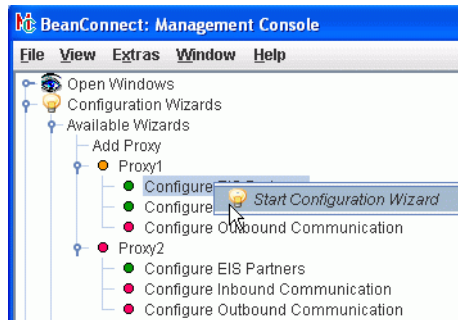 BeanConnect: Management Console
File View Extras Window Help
Open Windows
Configuration Wizards
Available Wizards
Add Proxy
Proxy1
Configure
Start Configuration Wizard
Configure
Configure Outbound Communication
Proxy2
Configure EIS Partners
Configure Inbound Communication
Configure Outbound Communication